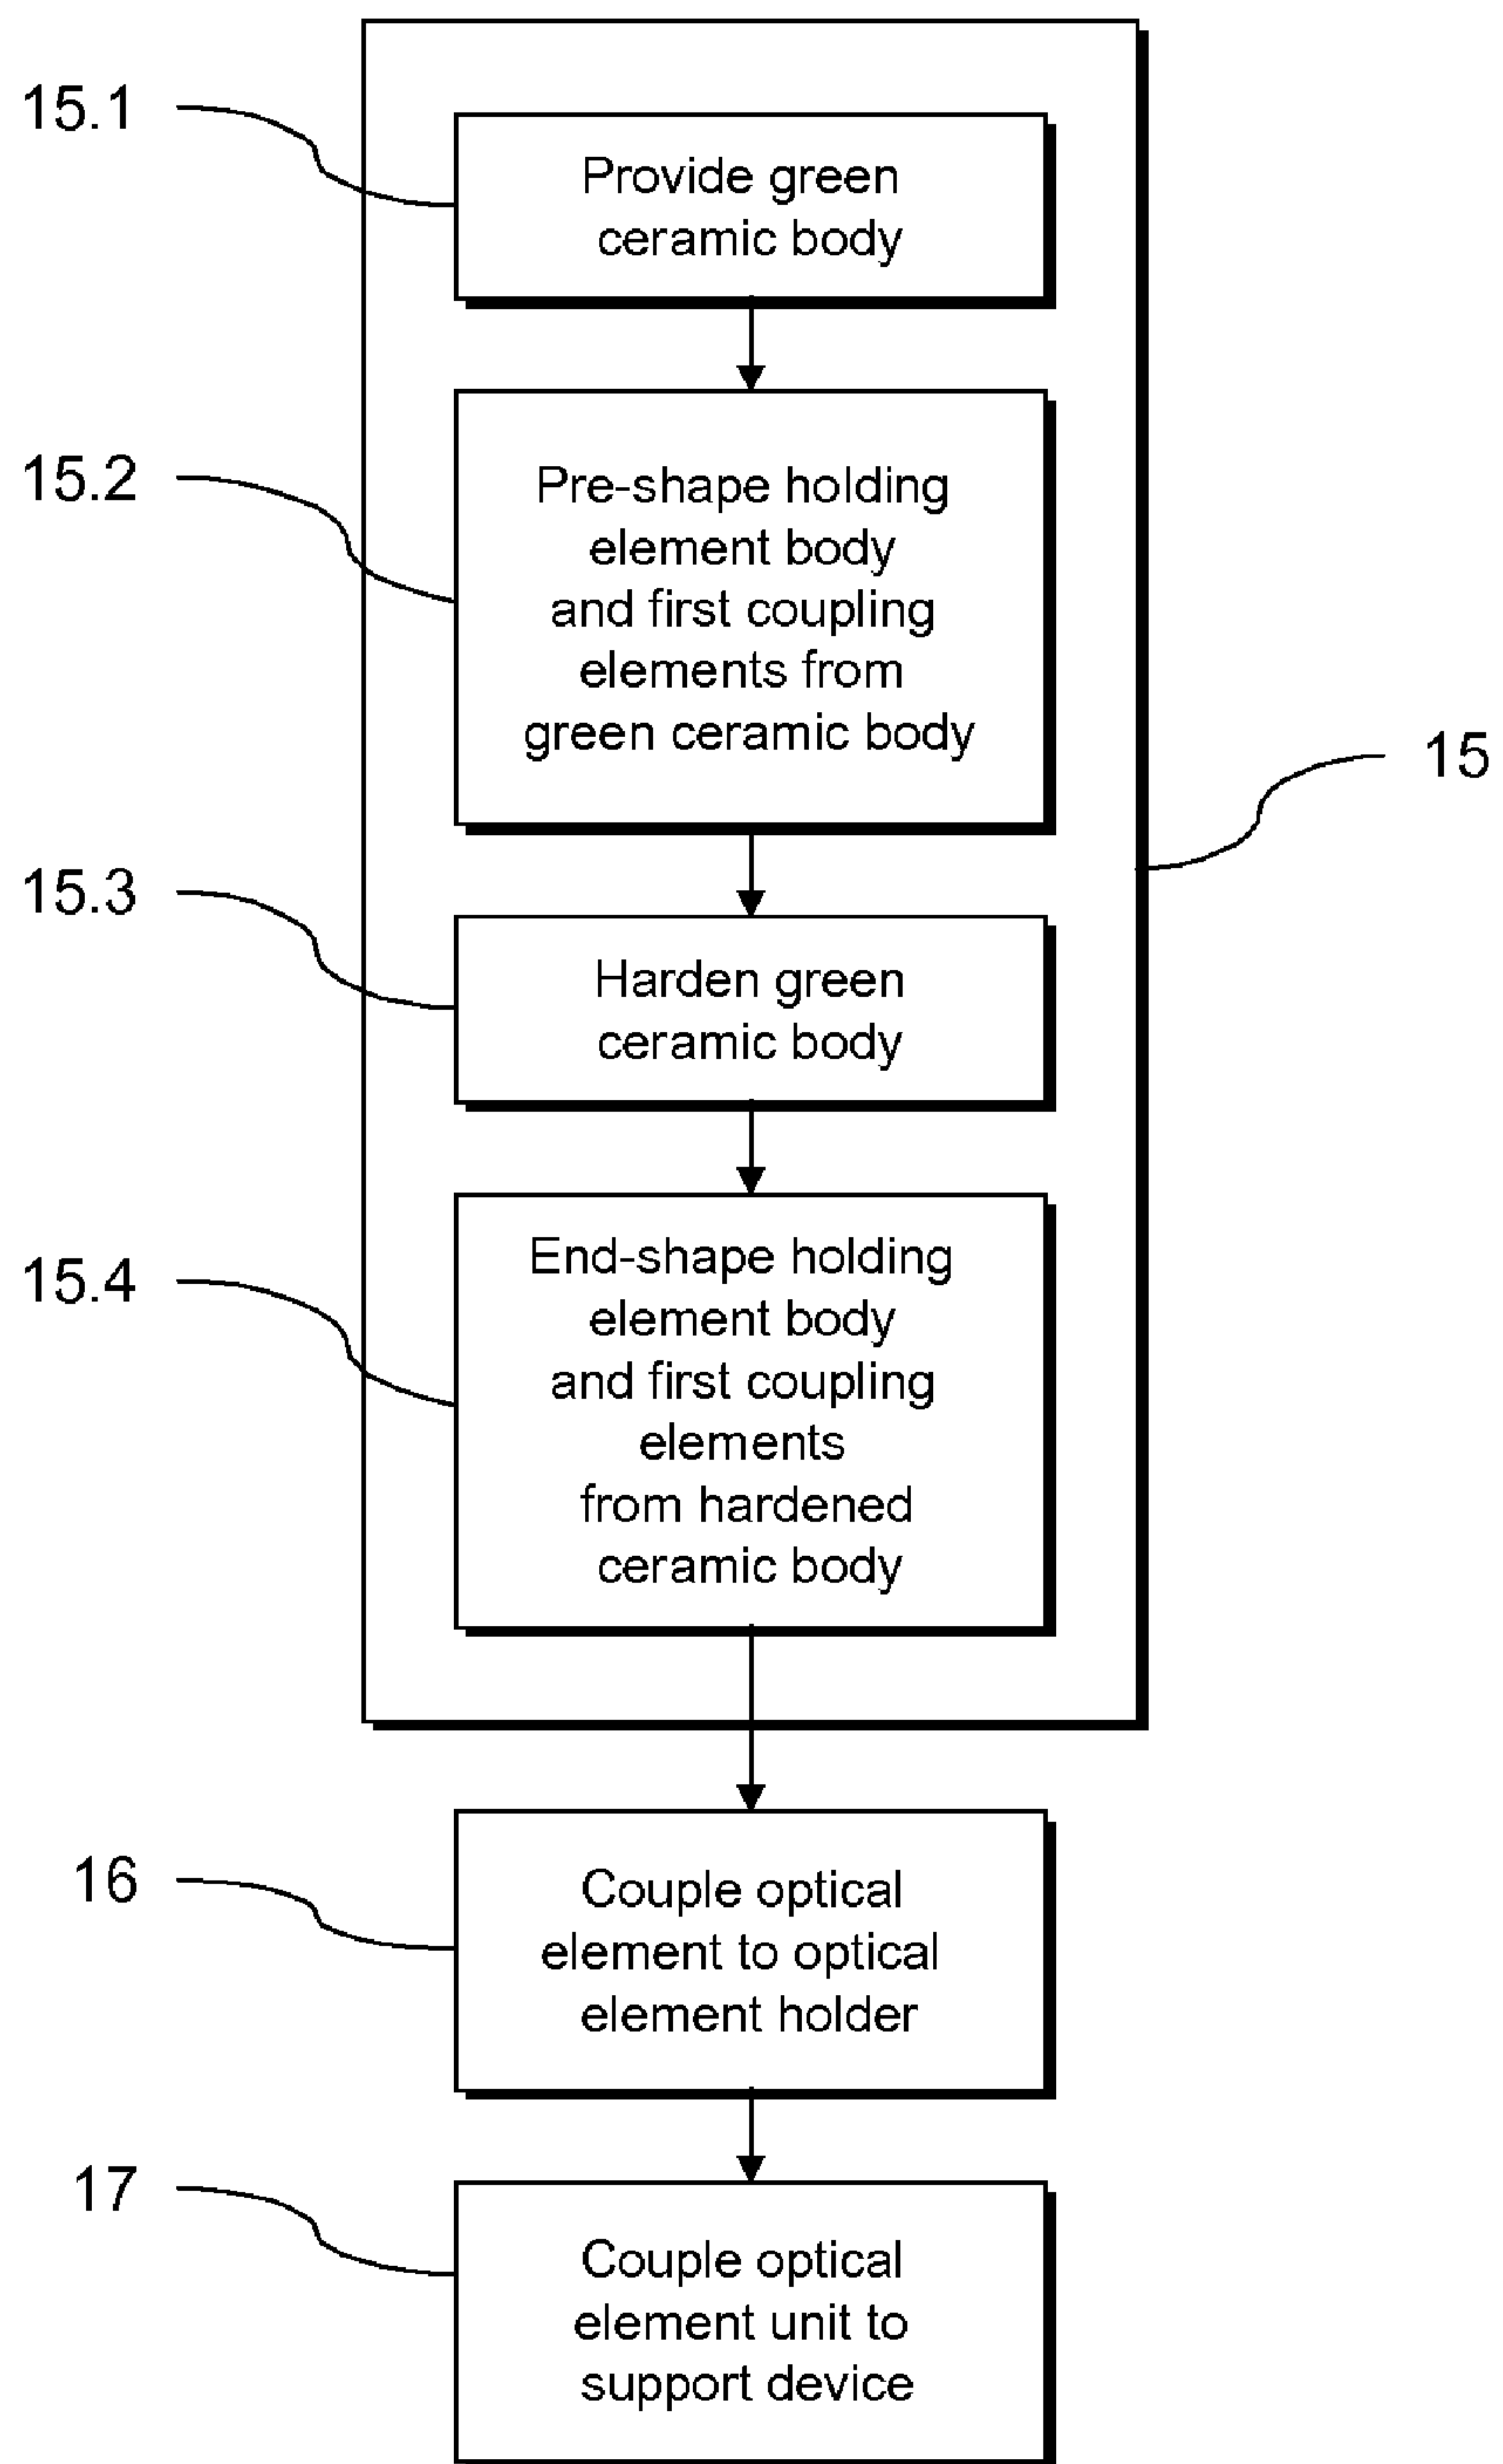 15.1
Provide green
ceramic body
15.2
Pre-shape holding
element body
and first coupling
elements from
green ceramic body
15
15.3
Harden green
ceramic body
15.4
End-shape holding
element body
and first coupling
elements
from hardened
ceramic body
16
Couple optical
element to optical
element holder
17
Couple optical
element unit to
support device